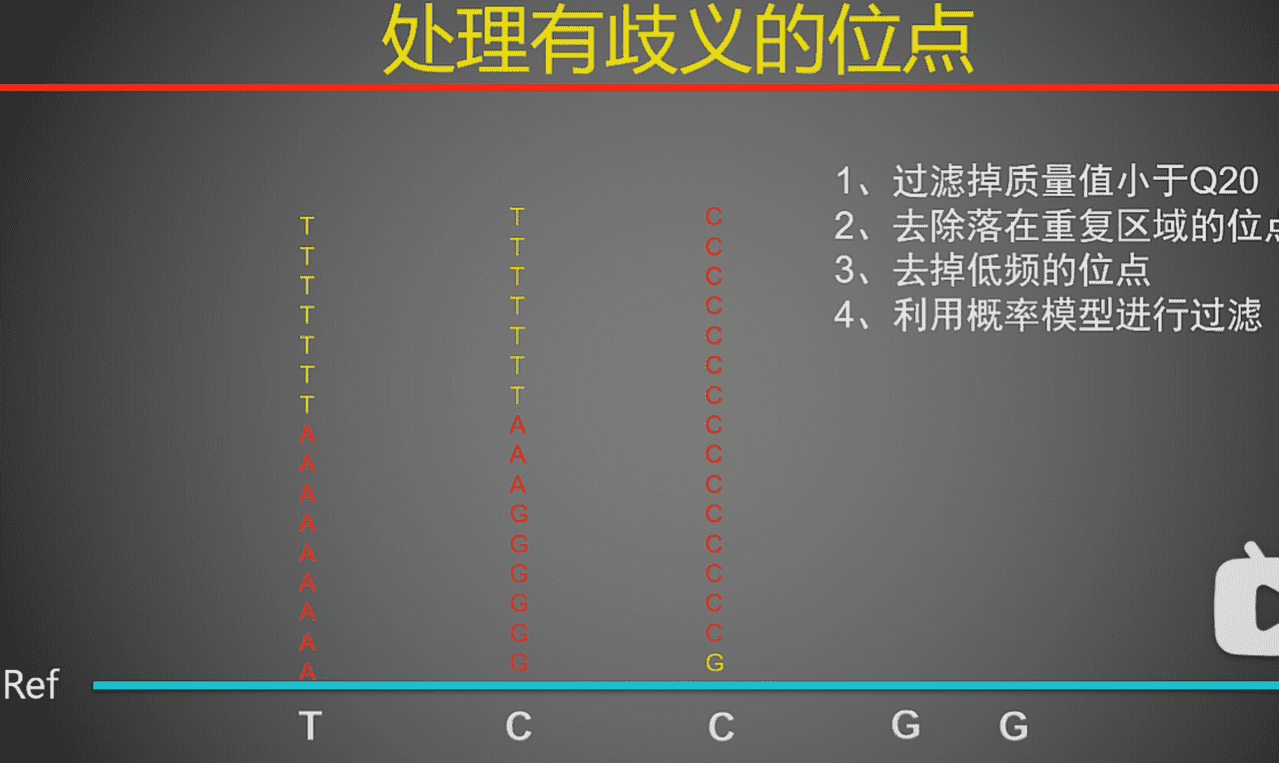 处理有歧义的位点
1、过滤掉质量值小于Q20
2、去除落在重复区域的位点
3、去掉低频的位点
4、利用概率模型进行过滤
T T C
T T C
T T C
T T C
T T C
T T C
T T C
A A C
A A C
A A C
A G C
A G C
A G C
A G C
A G C
A G G
Ref
T C C G G